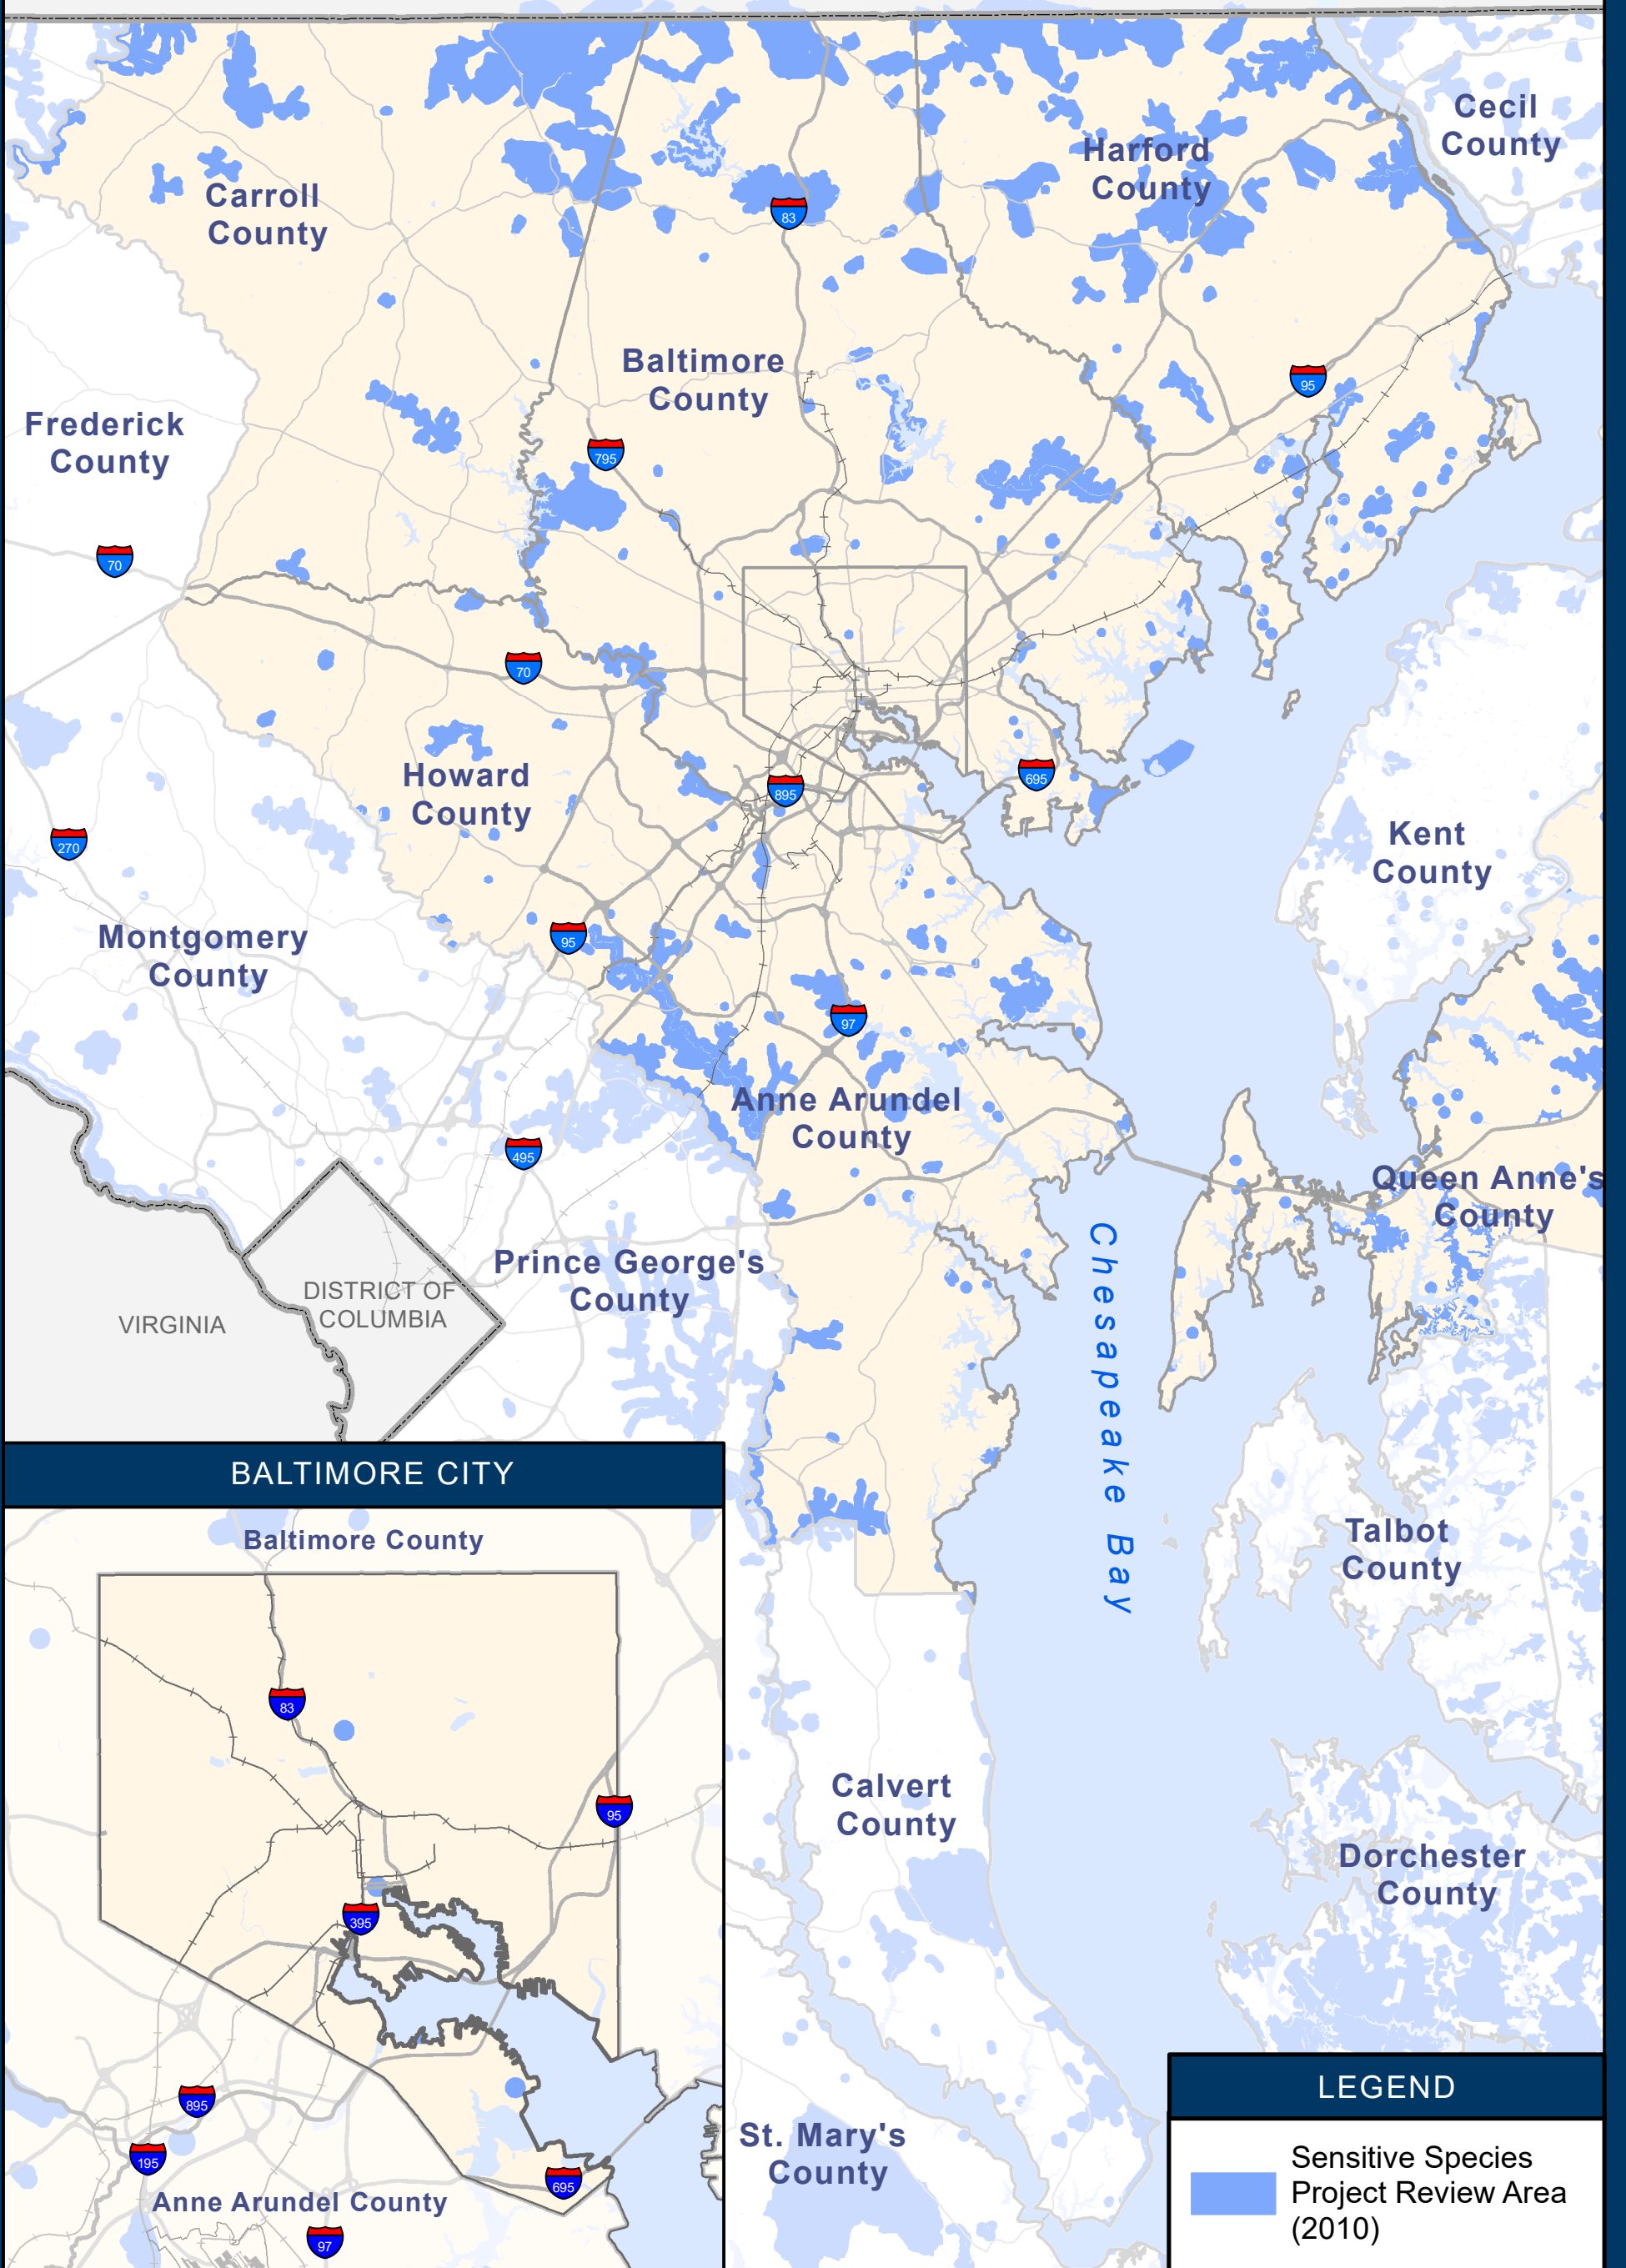 Cecil
County
Harford
County
Carroll
County
83
Baltimore
County
95
Frederick
County
795
70
70
Howard
County
695
895
270
Kent
County
Montgomery
County
95
97
Anne Arundel
County
495
Queen Anne's
County
Chesapeake Bay
Prince George's
County
DISTRICT OF
COLUMBIA
VIRGINIA
BALTIMORE CITY
Baltimore County
83
95
395
895
195
695
Anne Arundel County
97
Talbot
County
Calvert
County
Dorchester
County
St. Mary's
County
LEGEND
Sensitive Species
Project Review Area
(2010)